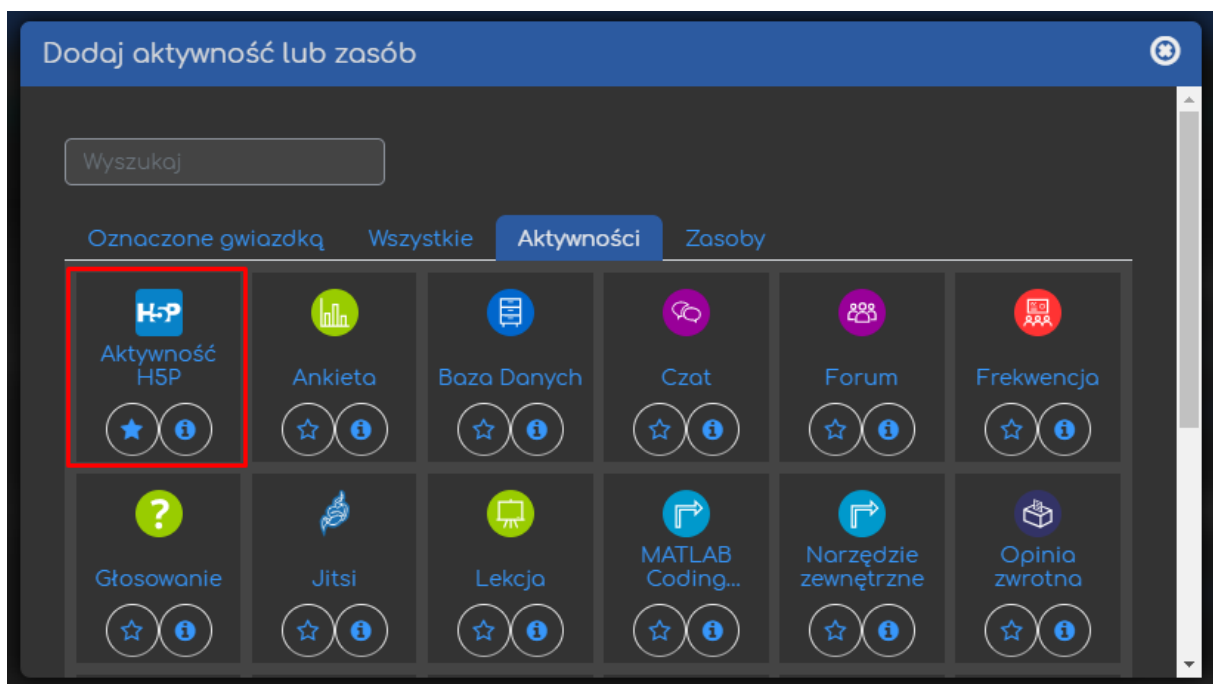 Dodaj aktywność lub zasób
Wyszukaj
Oznaczone gwiazdką Wszystkie Aktywności Zasoby
H5P
Aktywność
H5P
Ankieta
Baza Danych
Czat
Forum
Frekwencja
?
Głosowanie
Jitsi
Lekcja
MATLAB
Coding...
Narzędzie
zewnętrzne
Opinia
zwrotna